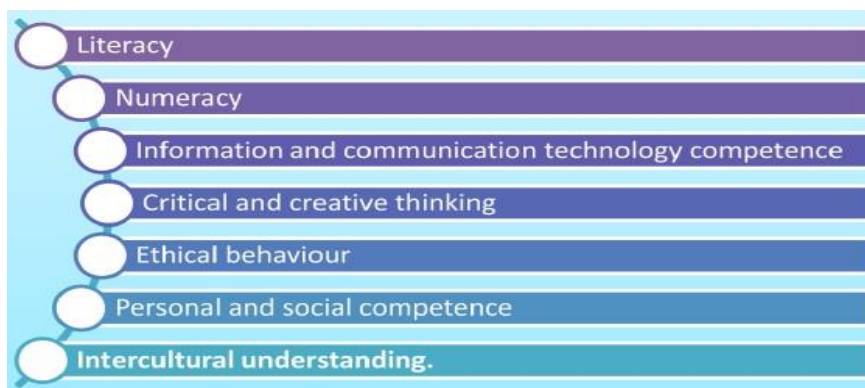 Literacy
Numeracy
Information and communication technology competence
Critical and creative thinking
Ethical behaviour
Personal and social competence
Intercultural understanding.